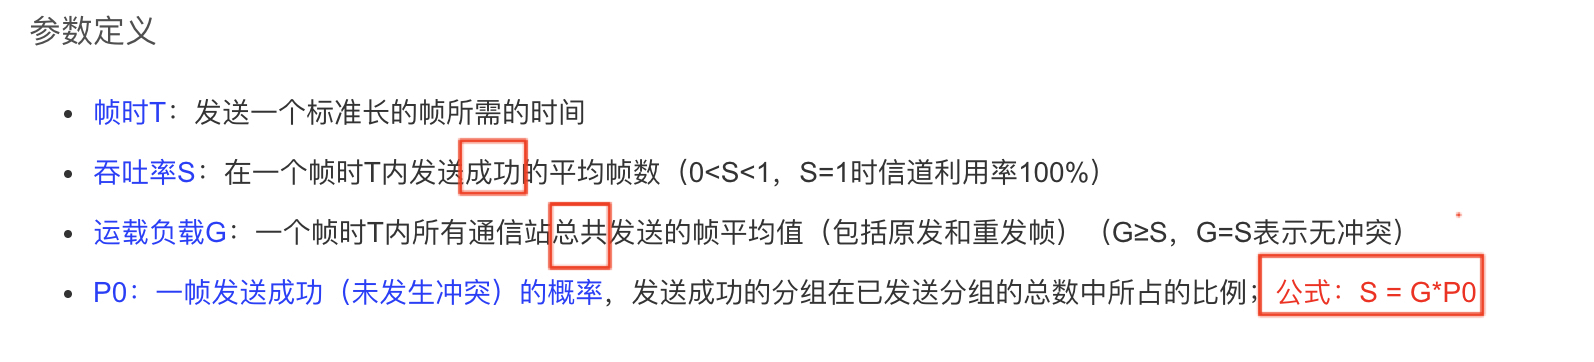 参数定义
帧时T：发送一个标准长的帧所需的时间
吞吐率S：在一个帧时T内发送成功的平均帧数（0<S<1，S=1时信道利用率100%）
运载负载G：一个帧时T内所有通信站总共发送的帧平均值（包括原发和重发帧）（G≥S，G=S表示无冲突）
P0：一帧发送成功（未发生冲突）的概率，发送成功的分组在已发送分组的总数中所占的比例；公式：S = G*P0